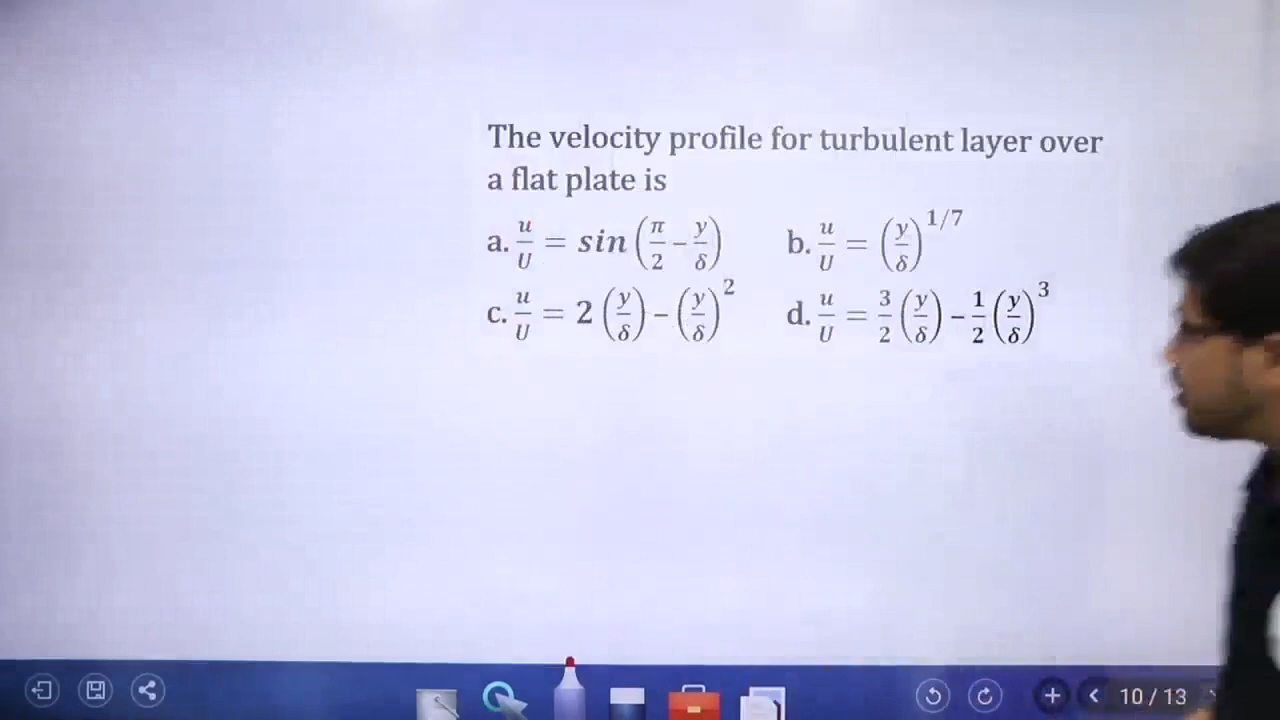 The velocity profile for turbulent layer over
a flat plate is
a. u/U = sin (π/2 − y/δ) b. u/U = (y/δ)^1/7
c. u/U = 2 (y/δ) − (y/δ)^2 d. u/U = 3/2 (y/δ) − 1/2 (y/δ)^3
10 / 13